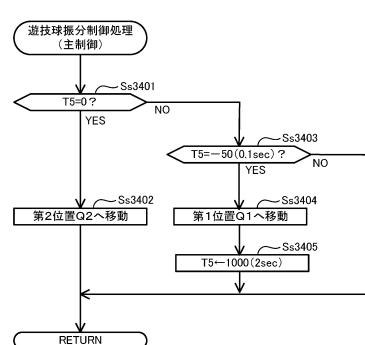 遊技球振分制御処理
（主制御）
Ss3401
T5=0？
NO
YES
Ss3403
T5=－50(0.1sec)？
NO
YES
Ss3402
第2位置Q2へ移動
Ss3404
第1位置Q1へ移動
Ss3405
T5←1000(2sec)
RETURN